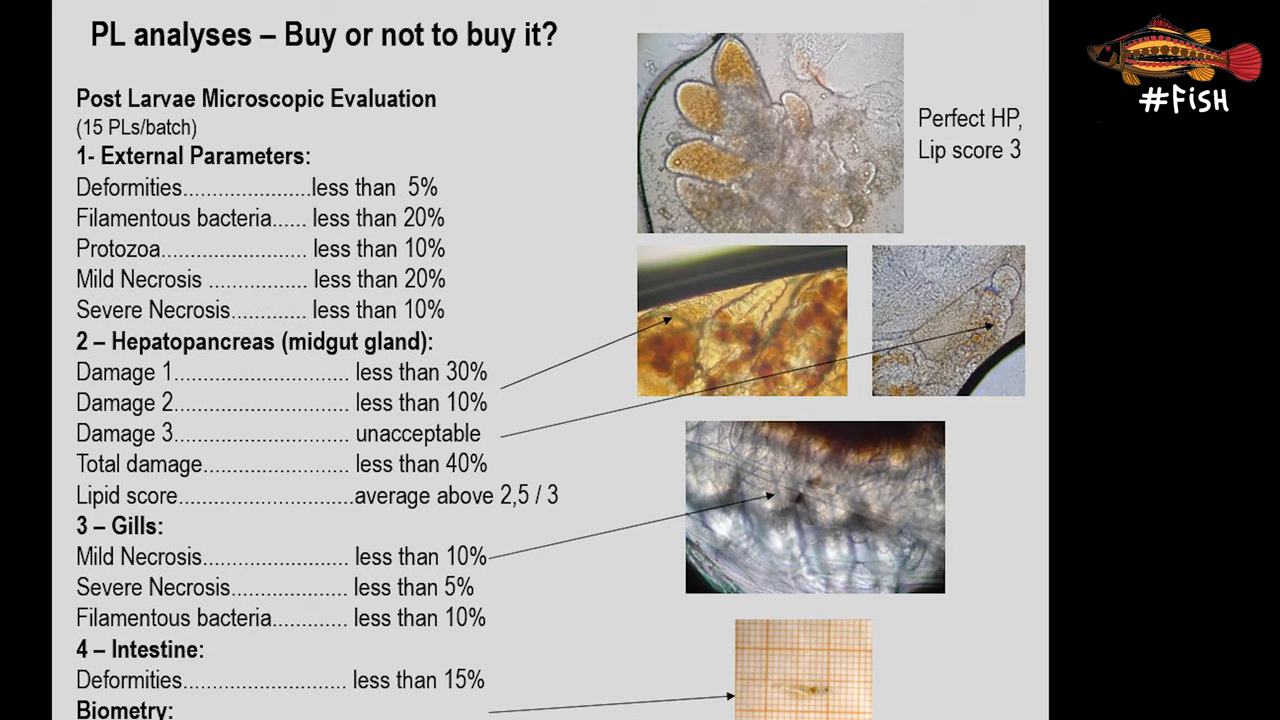 PL analyses – Buy or not to buy it?
#FiSH
Post Larvae Microscopic Evaluation
(15 PLs/batch)
1- External Parameters:
Deformities......................less than 5%
Filamentous bacteria...... less than 20%
Protozoa......................... less than 10%
Mild Necrosis ................. less than 20%
Severe Necrosis............. less than 10%
2 – Hepatopancreas (midgut gland):
Damage 1.............................. less than 30%
Damage 2.............................. less than 10%
Damage 3.............................. unacceptable
Total damage......................... less than 40%
Lipid score..............................average above 2,5 / 3
3 – Gills:
Mild Necrosis......................... less than 10%
Severe Necrosis.................... less than 5%
Filamentous bacteria............. less than 10%
4 – Intestine:
Deformities............................ less than 15%
Biometry:
Perfect HP,
Lip score 3